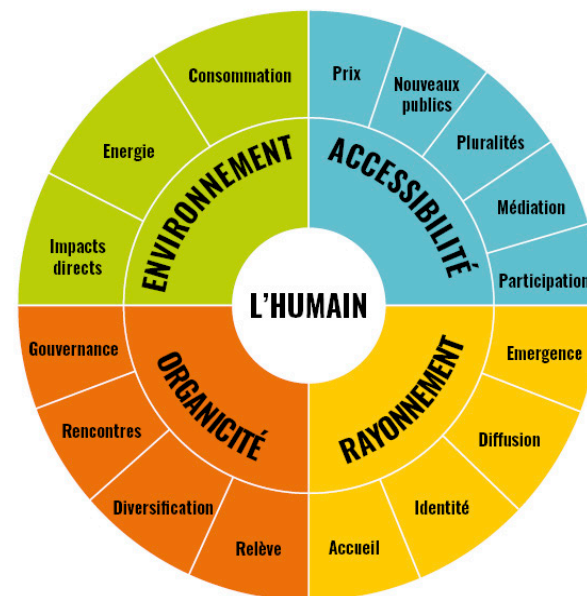 Consommation
Energie
Impacts
directs
ENVIRONNEMENT
Prix
Nouveaux
publics
Pluralités
Médiation
Participation
ACCESSIBILITÉ
L'HUMAIN
Gouvernance
Rencontres
Diversification
Relève
ORGANICITÉ
Emergence
Diffusion
Identité
Accueil
RAYONNEMENT